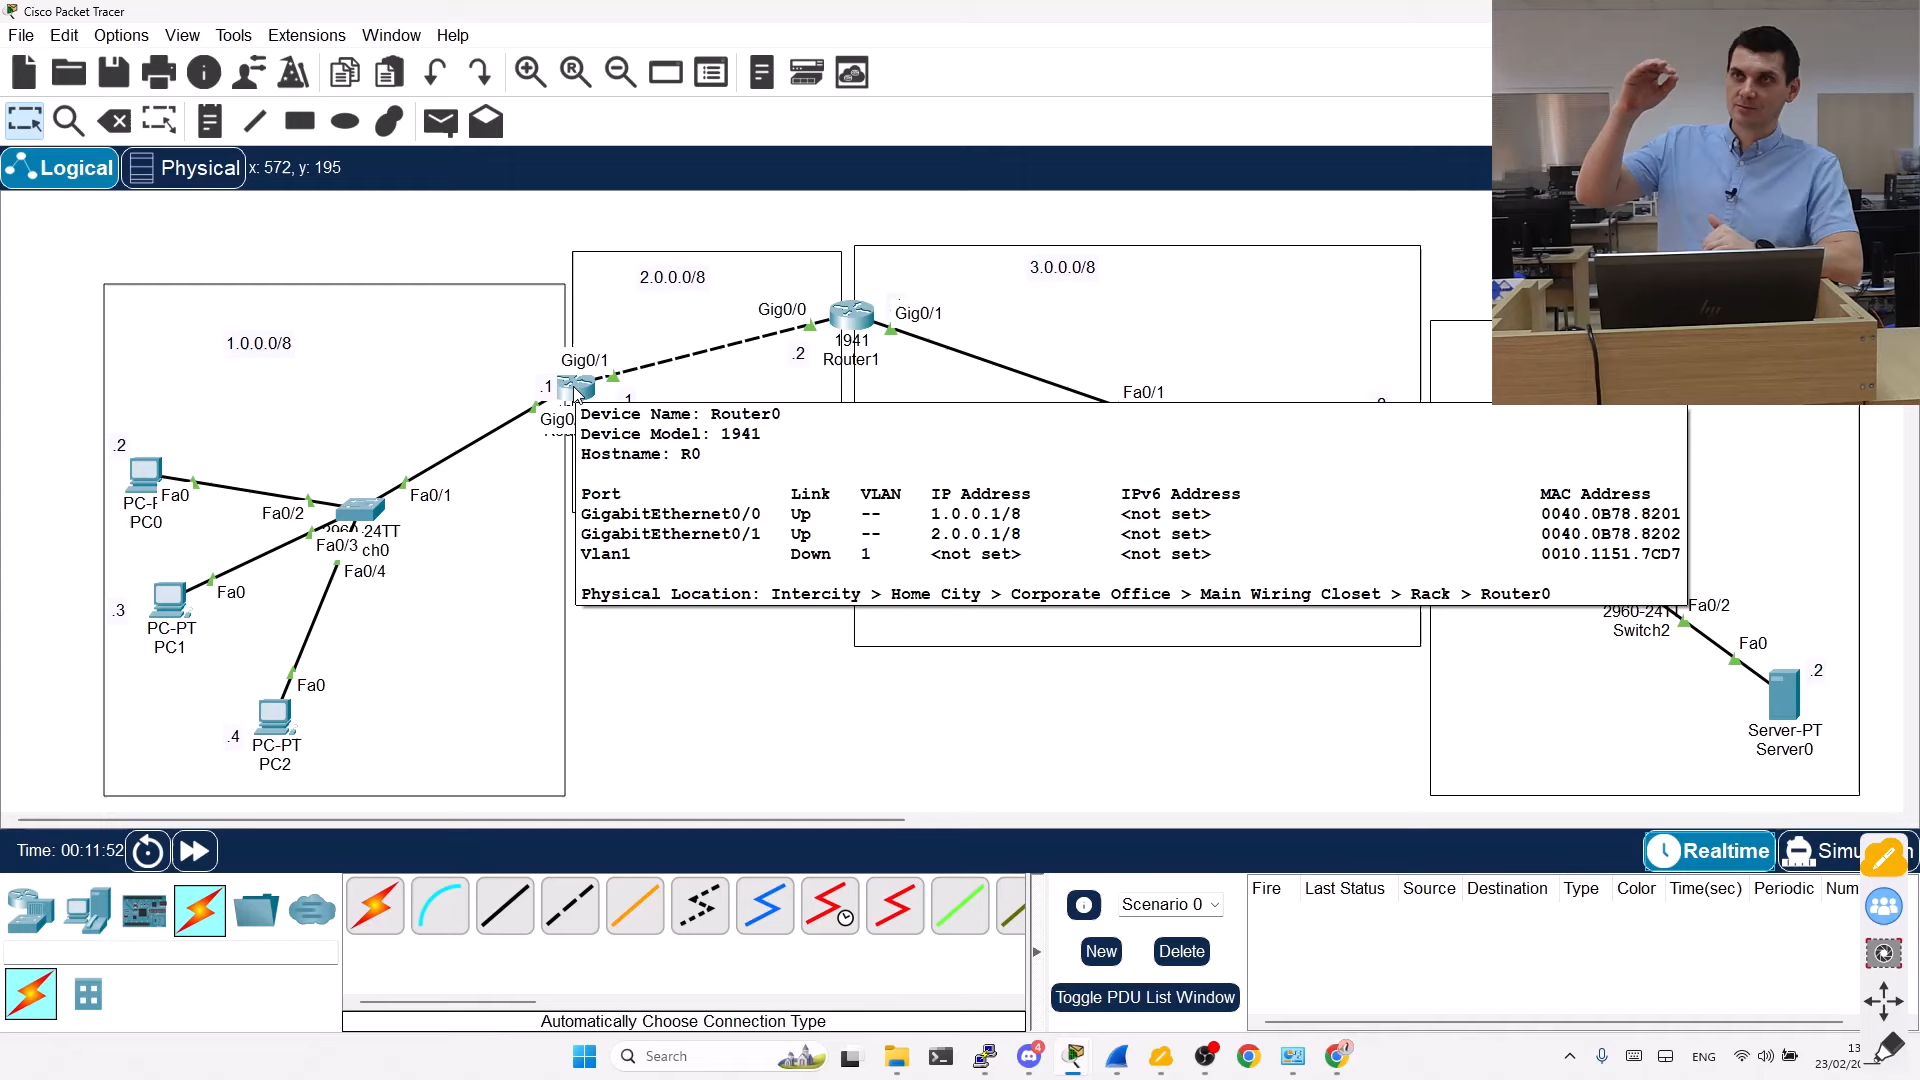 Cisco Packet Tracer
File Edit Options View Tools Extensions Window Help
Logical Physical x: 572, y: 195
1.0.0.0/8
2.0.0.0/8
3.0.0.0/8
Gig0/0
Gig0/1
1941
Router1
.2
Gig0/1
.1
Fa0/1
.2
PC0
Fa0
Fa0/2
Fa0/1
Fa0/3
Fa0/4
Fa0
.3
PC-PT
PC1
Fa0
.4
PC-PT
PC2
Device Name: Router0
Device Model: 1941
Hostname: R0
Port Link VLAN IP Address IPv6 Address MAC Address
GigabitEthernet0/0 Up -- 1.0.0.1/8 <not set> 0040.0B78.8201
GigabitEthernet0/1 Up -- 2.0.0.1/8 <not set> 0040.0B78.8202
Vlan1 Down 1 <not set> <not set> 0010.1151.7CD7
Physical Location: Intercity > Home City > Corporate Office > Main Wiring Closet > Rack > Router0
Fa0/2
Switch2
Fa0
.2
Server-PT
Server0
Time: 00:11:52
Realtime
Scenario 0
New Delete
Toggle PDU List Window
Fire Last Status Source Destination Type Color Time(sec) Periodic Num
Automatically Choose Connection Type
Search
4
ENG